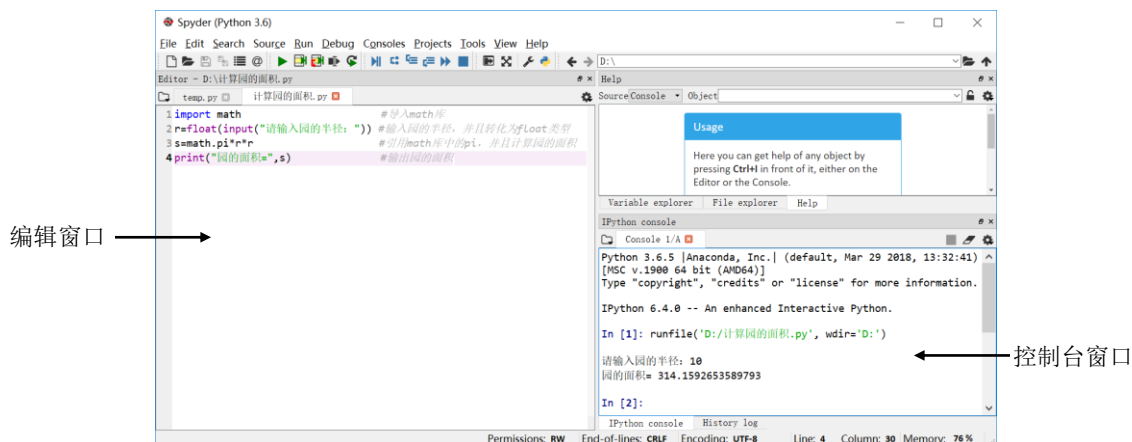 Spyder (Python 3.6)
File Edit Search Source Run Debug Consoles Projects Tools View Help
D:\
Editor - D:\计算园的面积.py
temp.py
计算园的面积.py
1 import math #导入math库
2 r=float(input("请输入园的半径: ")) #输入园的半径, 并且转化为float类型
3 s=math.pi*r*r #引用math库中的pi, 并且计算园的面积
4 print("园的面积=",s) #输出园的面积
编辑窗口
Help
Source Console Object
Usage
Here you can get help of any object by
pressing Ctrl+I in front of it, either on the
Editor or the Console.
Variable explorer File explorer Help
IPython console
Console 1/A
Python 3.6.5 |Anaconda, Inc.| (default, Mar 29 2018, 13:32:41)
[MSC v.1900 64 bit (AMD64)]
Type "copyright", "credits" or "license" for more information.
IPython 6.4.0 -- An enhanced Interactive Python.
In [1]: runfile('D:/计算园的面积.py', wdir='D:')
请输入园的半径: 10
园的面积= 314.1592653589793
In [2]:
控制台窗口
IPython console History log
Permissions: RW End-of-lines: CRLF Encoding: UTF-8 Line: 4 Column: 30 Memory: 76 %